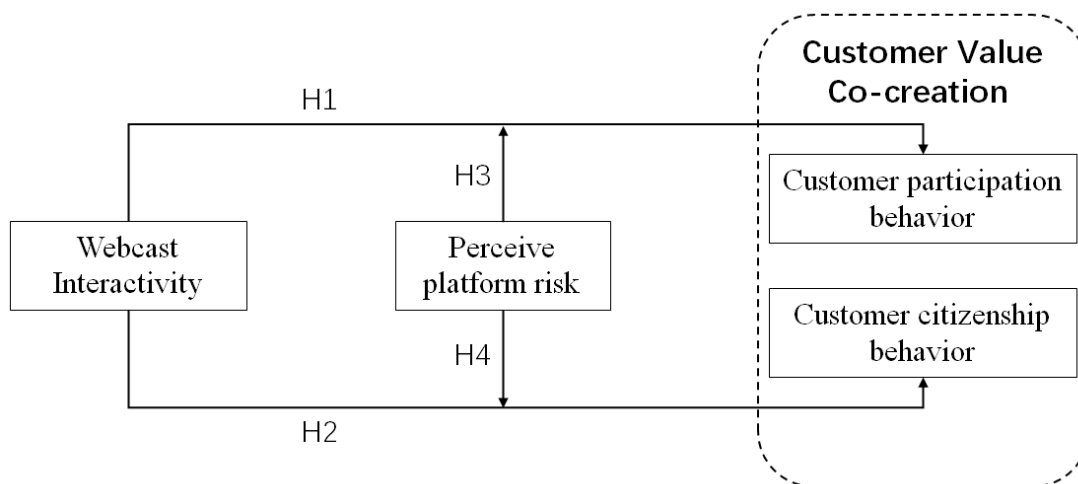 Customer Value
Co-creation
H1
Customer participation
behavior
H3
Webcast
Interactivity
Perceive
platform risk
Customer citizenship
behavior
H4
H2